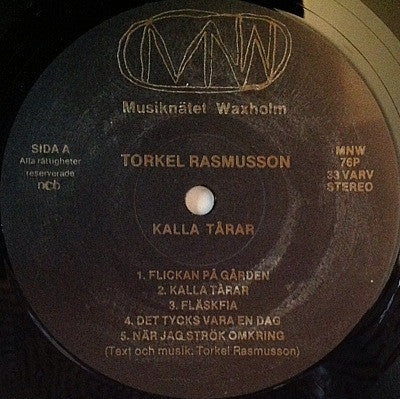 MNW
Musiknätet Waxholm
SIDA A
Alla rättigheter
reserverade
ncb
TORKEL RASMUSSON
MNW
76P
33 VARV
STEREO
KALLA TÅRAR
1. FLICKAN PÅ GÅRDEN
2. KALLA TÅRAR
3. FLÄSKFIA
4. DET TYCKS VARA EN DAG
5. NÄR JAG STRÖK OMKRING
(Text och musik: Torkel Rasmusson)